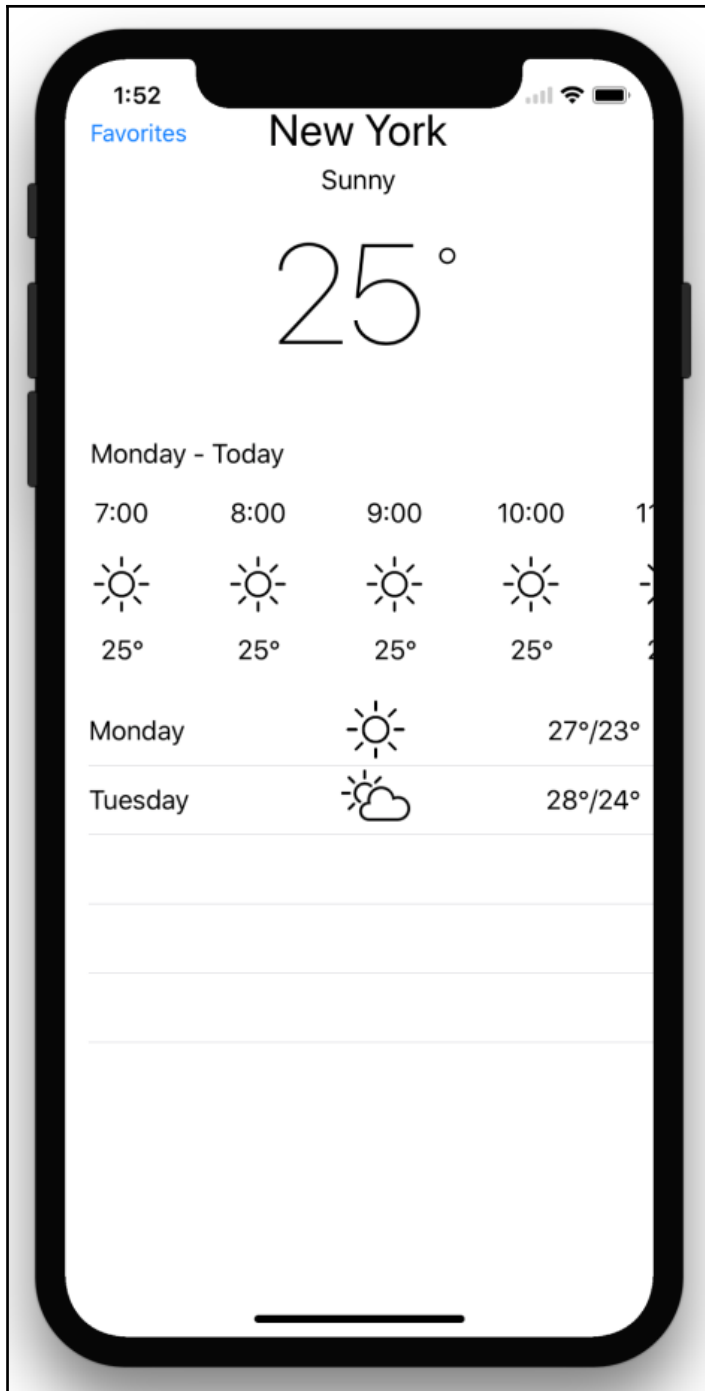 1:52
Favorites New York
Sunny
25°
Monday - Today
7:00 8:00 9:00 10:00
25° 25° 25° 25°
Monday 27°/23°
Tuesday 28°/24°